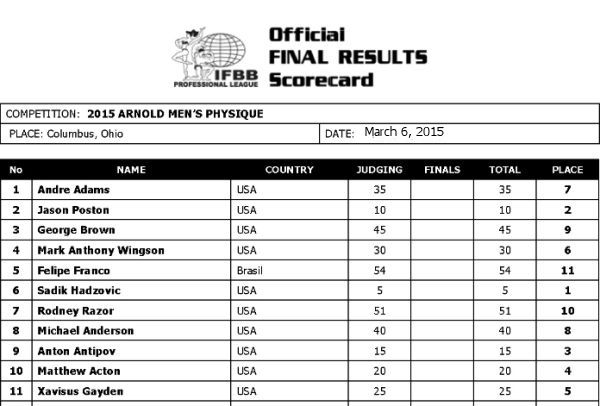 Official
FINAL RESULTS
Scorecard
IFBB
PROFESSIONAL LEAGUE
COMPETITION: 2015 ARNOLD MEN'S PHYSIQUE
PLACE: Columbus, Ohio DATE: March 6, 2015
No NAME COUNTRY JUDGING FINALS TOTAL PLACE
1 Andre Adams USA 35 35 7
2 Jason Poston USA 10 10 2
3 George Brown USA 45 45 9
4 Mark Anthony Wingson USA 30 30 6
5 Felipe Franco Brasil 54 54 11
6 Sadik Hadzovic USA 5 5 1
7 Rodney Razor USA 51 51 10
8 Michael Anderson USA 40 40 8
9 Anton Antipov USA 15 15 3
10 Matthew Acton USA 20 20 4
11 Xavisus Gayden USA 25 25 5